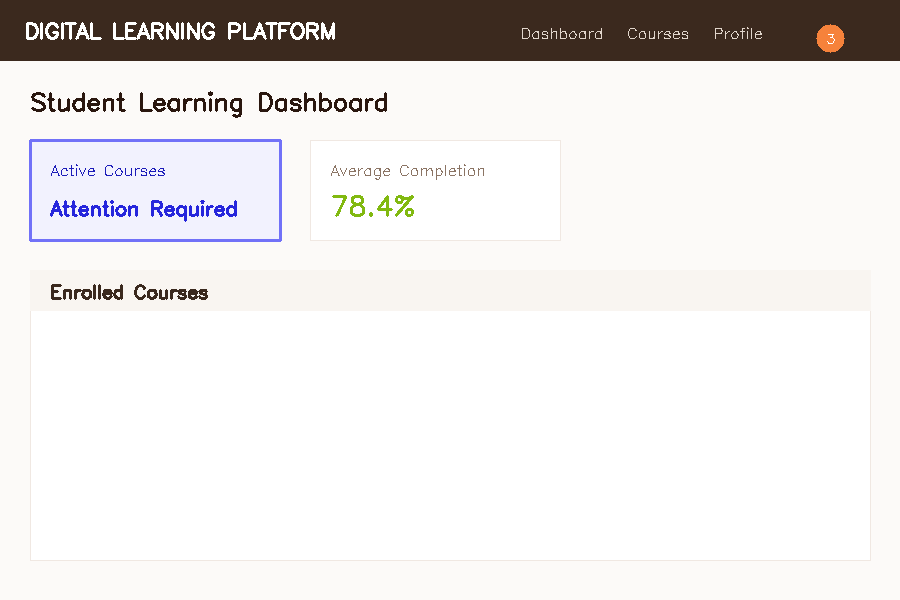 DIGITAL LEARNING PLATFORM
Dashboard Courses Profile 3
Student Learning Dashboard
Active Courses
Attention Required
Average Completion
78.4%
Enrolled Courses